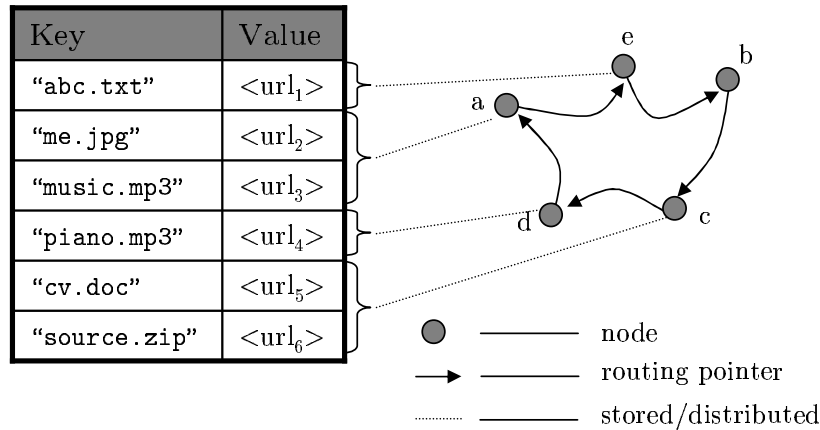 Key Value
“abc.txt” <url₁>
“me.jpg” <url₂>
“music.mp3” <url₃>
“piano.mp3” <url₄>
“cv.doc” <url₅>
“source.zip” <url₆>
e
b
a
d
c
node
routing pointer
stored/distributed